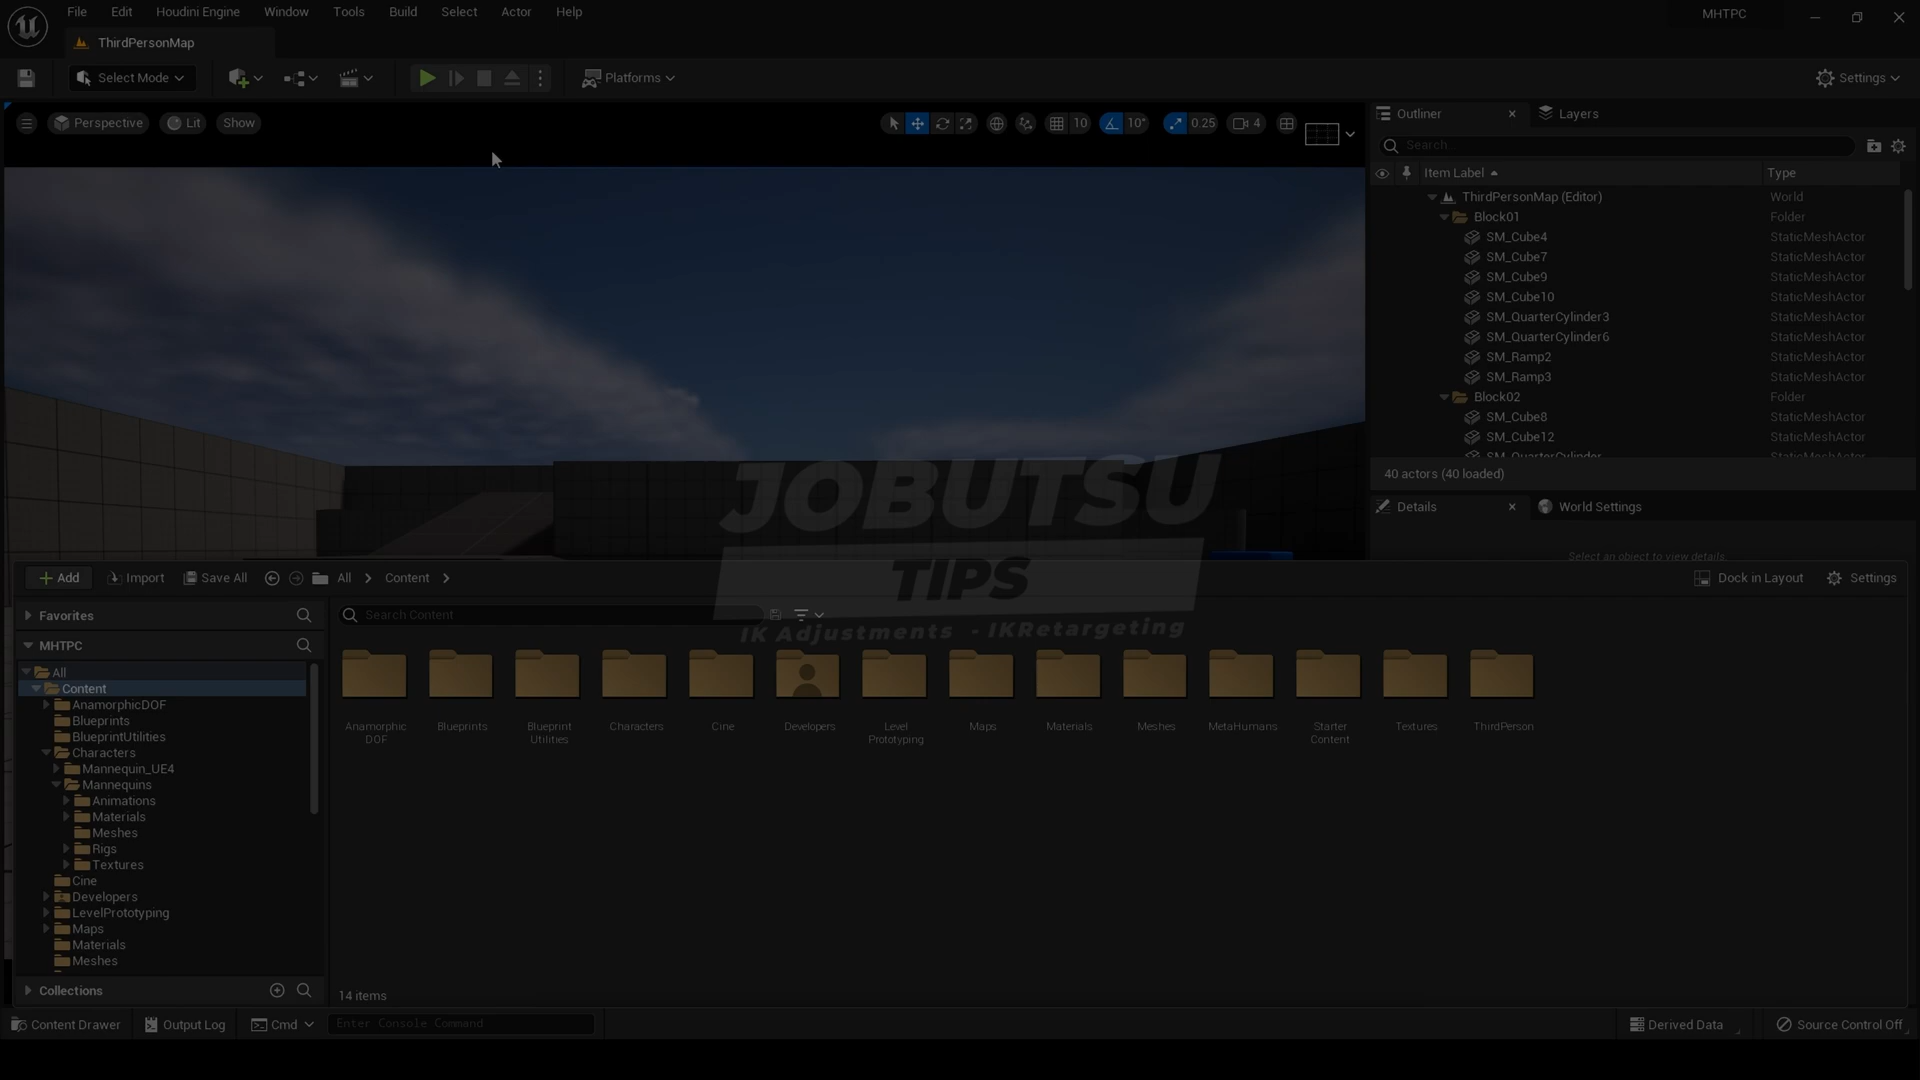 File Edit Houdini Engine Window Tools Build Select Actor Help MHTPC
ThirdPersonMap
Select Mode Platforms Settings
Perspective Lit Show 10 10° 0.25 4
Outliner Layers
Search...
Item Label Type
ThirdPersonMap (Editor) World
Block01 Folder
SM_Cube4 StaticMeshActor
SM_Cube7 StaticMeshActor
SM_Cube9 StaticMeshActor
SM_Cube10 StaticMeshActor
SM_QuarterCylinder3 StaticMeshActor
SM_QuarterCylinder6 StaticMeshActor
SM_Ramp2 StaticMeshActor
SM_Ramp3 StaticMeshActor
Block02 Folder
SM_Cube8 StaticMeshActor
SM_Cube12 StaticMeshActor
SM_QuarterCylinder
40 actors (40 loaded)
Details World Settings
Select an object to view details.
JOBUTSU
TIPS
IK Adjustments - IKRetargeting
Add Import Save All All Content Dock in Layout Settings
Favorites
Search Content
MHTPC
All
Content
AnamorphicDOF
Blueprints
BlueprintUtilities
Characters
Mannequin_UE4
Mannequins
Animations
Materials
Meshes
Rigs
Textures
Cine
Developers
LevelPrototyping
Maps
Materials
Meshes
Anamorphic
DOF
Blueprints
Blueprint
Utilities
Characters
Cine
Developers
Level
Prototyping
Maps
Materials
Meshes
MetaHumans
Starter
Content
Textures
ThirdPerson
Collections
14 items
Content Drawer Output Log Cmd Enter Console Command Derived Data Source Control Off